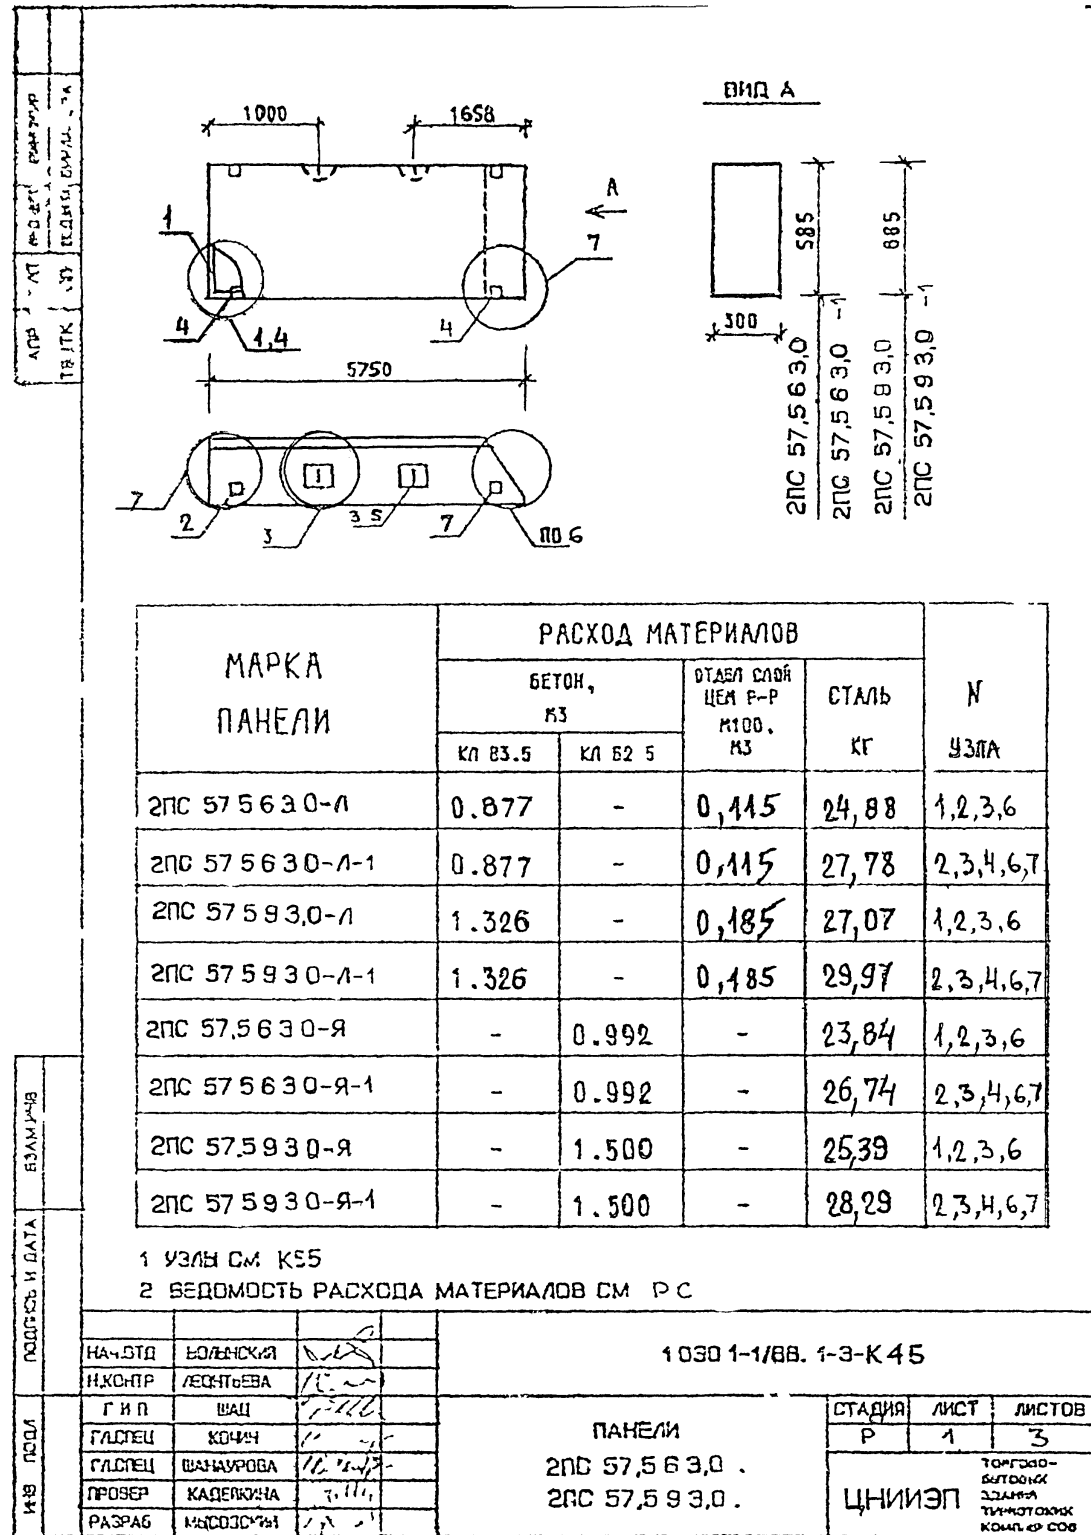 ВИД А
1000
1658
А
1
7
4
1,4
4
5750
585
885
300
2ПС 57,5 6 3,0
2ПС 57,5 6 3,0 -1
2ПС 57,5 9 3,0
2ПС 57,5 9 3,0 -1
7
2
3
3 5
7
ПО 6
МАРКА ПАНЕЛИ
РАСХОД МАТЕРИАЛОВ
N УЗЛА
БЕТОН, М3
ОТДЕЛ СЛОЙ ЦЕМ Р-Р М100, М3
СТАЛЬ КГ
КЛ В3.5
КЛ В2 5
2ПС 57 5 6 3 0-Л 0.877 - 0,115 24,88 1,2,3,6
2ПС 57 5 6 3 0-Л-1 0.877 - 0,115 27,78 2,3,4,6,7
2ПС 57 5 9 3,0-Л 1.326 - 0,185 27,07 1,2,3,6
2ПС 57 5 9 3 0-Л-1 1.326 - 0,185 29,97 2,3,4,6,7
2ПС 57,5 6 3 0-Я - 0.992 - 23,84 1,2,3,6
2ПС 57 5 6 3 0-Я-1 - 0.992 - 26,74 2,3,4,6,7
2ПС 57.5 9 3 0-Я - 1.500 - 25,39 1,2,3,6
2ПС 57 5 9 3 0-Я-1 - 1.500 - 28,29 2,3,4,6,7
1 УЗЛЫ СМ К55
2 ВЕДОМОСТЬ РАСХОДА МАТЕРИАЛОВ СМ РС
ВЗАМ ИНВ
ПОДПИСЬ И ДАТА
ИНВ ПОДЛ
НАЧ.ОТД ВОЛЫНСКИЙ
Н.КОНТР ЛЕОНТЬЕВА
ГИП ШАЦ
ГЛ.СПЕЦ КОЧИН
ГЛ.СПЕЦ ШАНАУРОВА
ПРОВЕР КАДЕЛКИНА
РАЗРАБ МЫСОВСКИЙ
1 030 1-1/88. 1-3-К45
ПАНЕЛИ
2ПС 57,5 6 3,0 .
2ПС 57,5 9 3,0 .
СТАДИЯ ЛИСТ ЛИСТОВ
Р 1 3
ЦНИИЭП
ТОРГОВО-
БЫТОВЫХ
ЗДАНИЙ